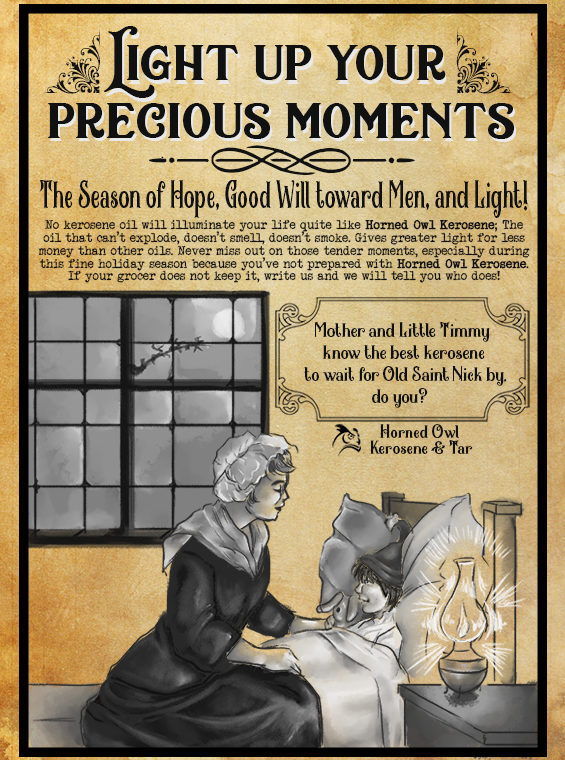 Light up your
precious moments
The Season of Hope, Good Will toward Men, and Light!
No kerosene oil will illuminate your life quite like Horned Owl Kerosene; The
oil that can't explode, doesn't smell, doesn't smoke. Gives greater light for less
money than other oils. Never miss out on those tender moments, especially during
this fine holiday season because you've not prepared with Horned Owl Kerosene.
If your grocer does not keep it, write us and we will tell you who does!
Mother and Little Timmy
know the best kerosene
to wait for Old Saint Nick by,
do you?
Horned Owl
Kerosene & Tar